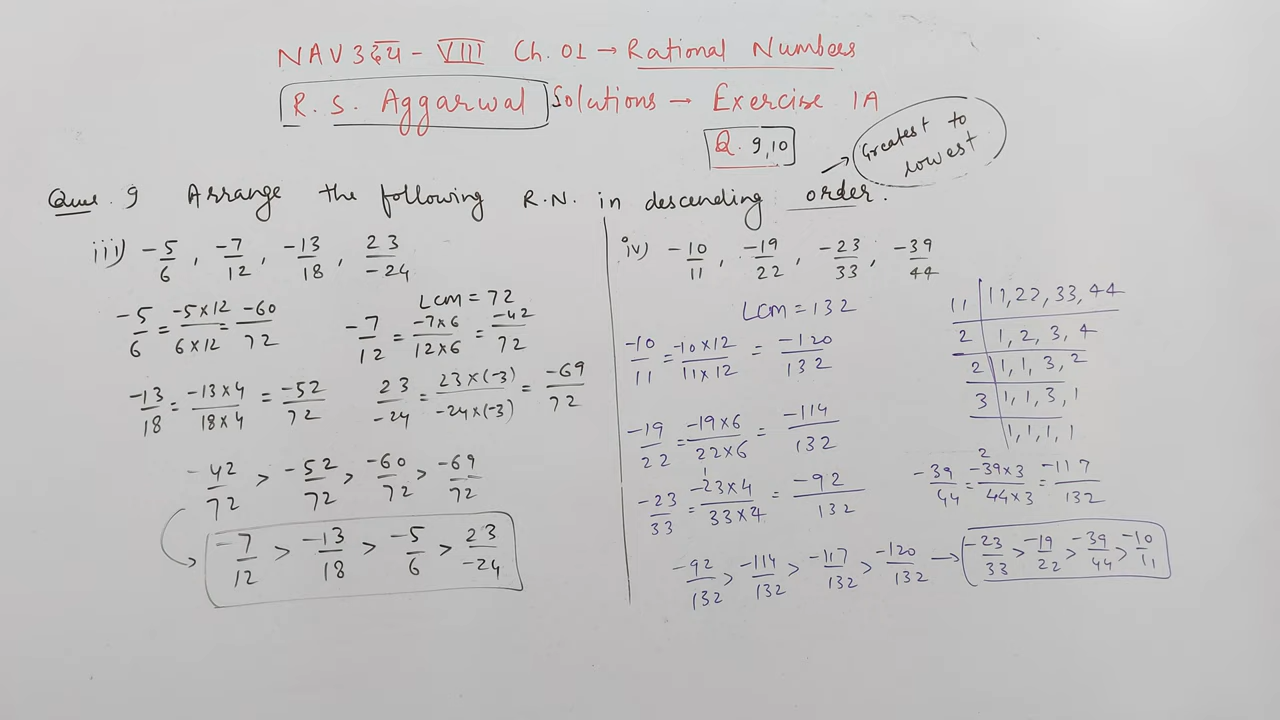 NAV उदय - VIII Ch. 01 → Rational Numbers
R. S. Aggarwal Solutions → Exercise 1A
Q. 9,10
Greatest to lowest
Ques. 9 Arrange the following R.N. in descending order.
iii) -5/6, -7/12, -13/18, 23/-24
LCM = 72
-5/6 = -5×12/6×12 = -60/72
-7/12 = -7×6/12×6 = -42/72
-13/18 = -13×4/18×4 = -52/72
23/-24 = 23×(-3)/-24×(-3) = -69/72
-42/72 > -52/72 > -60/72 > -69/72
-7/12 > -13/18 > -5/6 > 23/-24
iv) -10/11, -19/22, -23/33, -39/44
LCM = 132
11 | 11, 22, 33, 44
2 | 1, 2, 3, 4
2 | 1, 1, 3, 2
3 | 1, 1, 3, 1
1, 1, 1, 1
-10/11 = -10×12/11×12 = -120/132
-19/22 = -19×6/22×6 = -114/132
-23/33 = -23×4/33×4 = -92/132
-39/44 = -39×3/44×3 = -117/132
-92/132 > -114/132 > -117/132 > -120/132 → -23/33 > -19/22 > -39/44 > -10/11